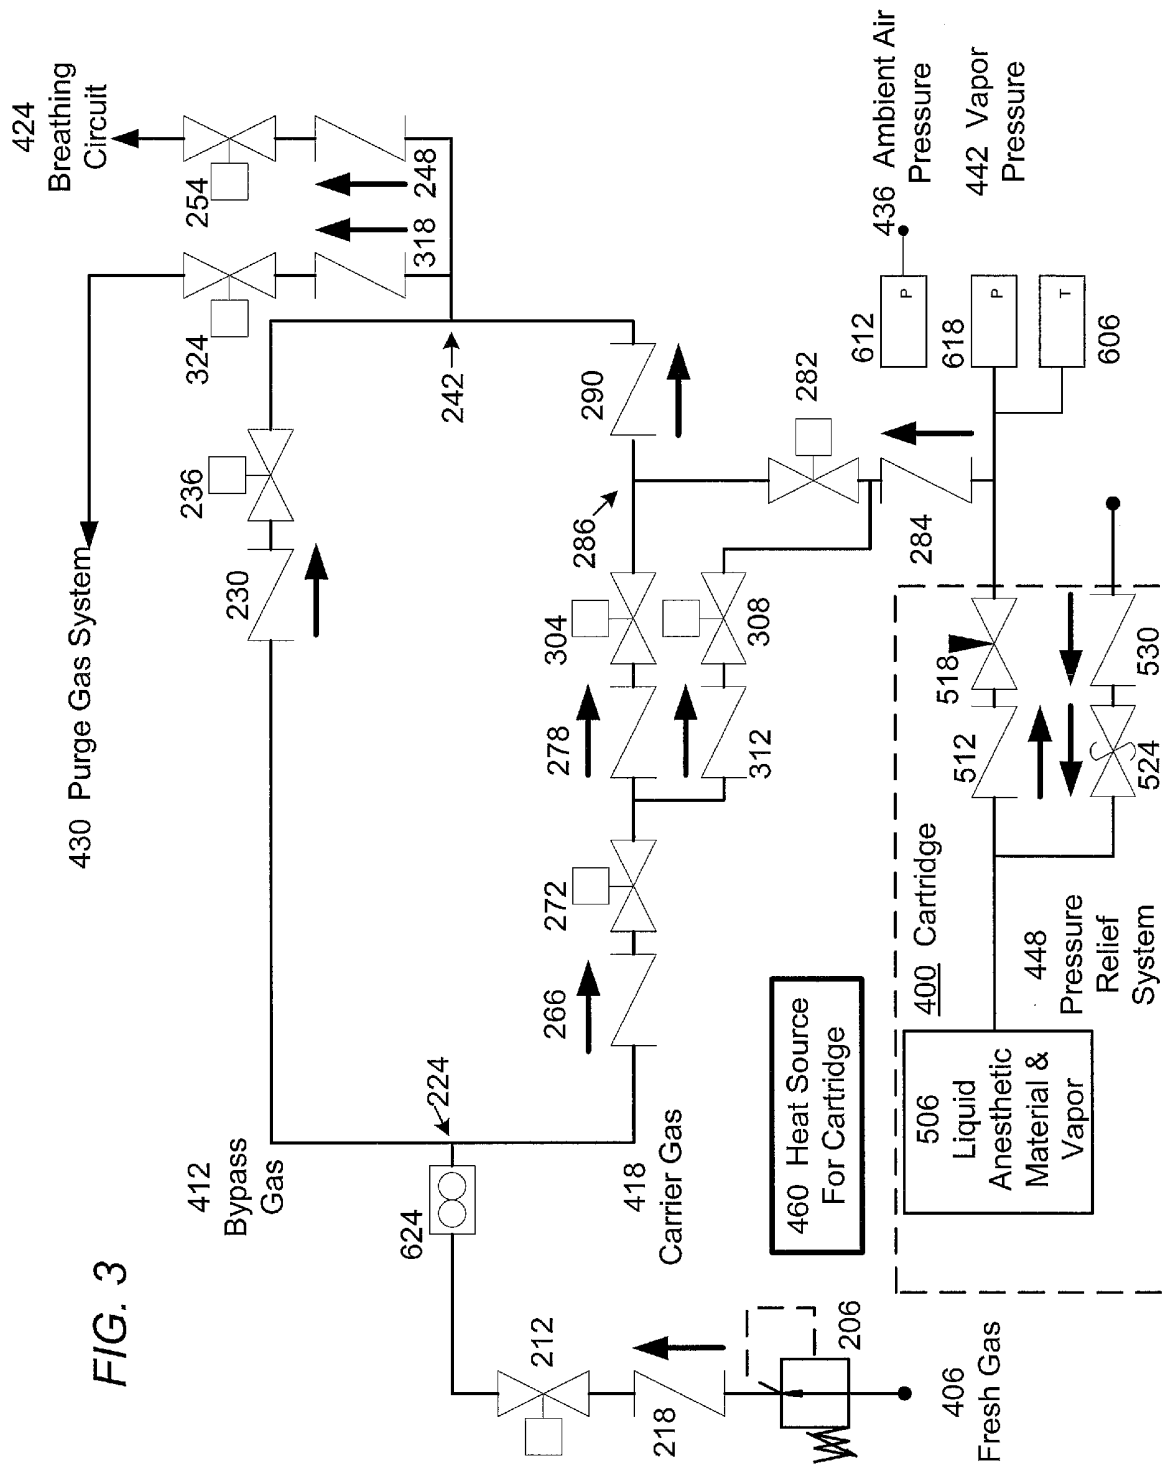 FIG. 3
424
Breathing
Circuit
254
248
318
324
430 Purge Gas System
236
230
242
290
286
282
304
308
278
312
272
266
284
436 Ambient Air
Pressure
442 Vapor
Pressure
612
P
618
P
606
T
518
512
530
524
400 Cartridge
448
Pressure
Relief
System
506
Liquid
Anesthetic
Material &
Vapor
460 Heat Source
For Cartridge
224
412
Bypass
Gas
624
418
Carrier Gas
212
218
206
406
Fresh Gas